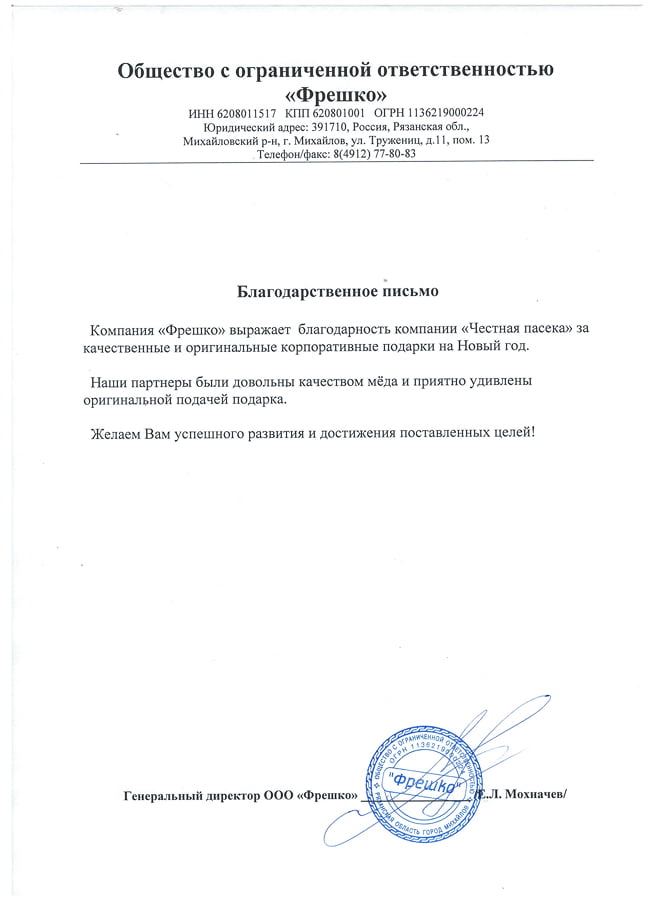 Общество с ограниченной ответственностью
«Фрешко»
ИНН 6208011517 КПП 620801001 ОГРН 1136219000224
Юридический адрес: 391710, Россия, Рязанская обл.,
Михайловский р-н, г. Михайлов, ул. Тружениц, д.11, пом. 13
Телефон/факс: 8(4912) 77-80-83
Благодарственное письмо
Компания «Фрешко» выражает благодарность компании «Честная пасека» за
качественные и оригинальные корпоративные подарки на Новый год.
Наши партнеры были довольны качеством мёда и приятно удивлены
оригинальной подачей подарка.
Желаем Вам успешного развития и достижения поставленных целей!
Генеральный директор ООО «Фрешко» /Е.Л. Мохначев/
ОБЩЕСТВО С ОГРАНИЧЕННОЙ ОТВЕТСТВЕННОСТЬЮ
ОГРН 1136219000224
"Фрешко"
РЯЗАНСКАЯ ОБЛАСТЬ ГОРОД МИХАЙЛОВ